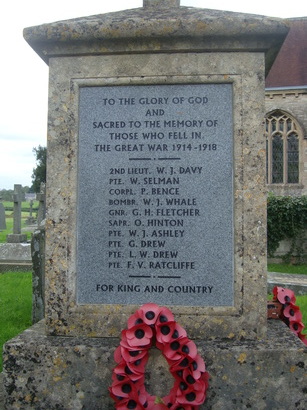 TO THE GLORY OF GOD
AND
SACRED TO THE MEMORY OF
THOSE WHO FELL IN
THE GREAT WAR 1914-1918
2ND LIEUT. W. J. DAVY
PTE. W. SELMAN
CORPL. P. BENCE
BOMBR. W. J. WHALE
GNR. G. H. FLETCHER
SAPR. O. HINTON
PTE. W. J. ASHLEY
PTE. G. DREW
PTE. L. W. DREW
PTE. F. V. RATCLIFFE
FOR KING AND COUNTRY